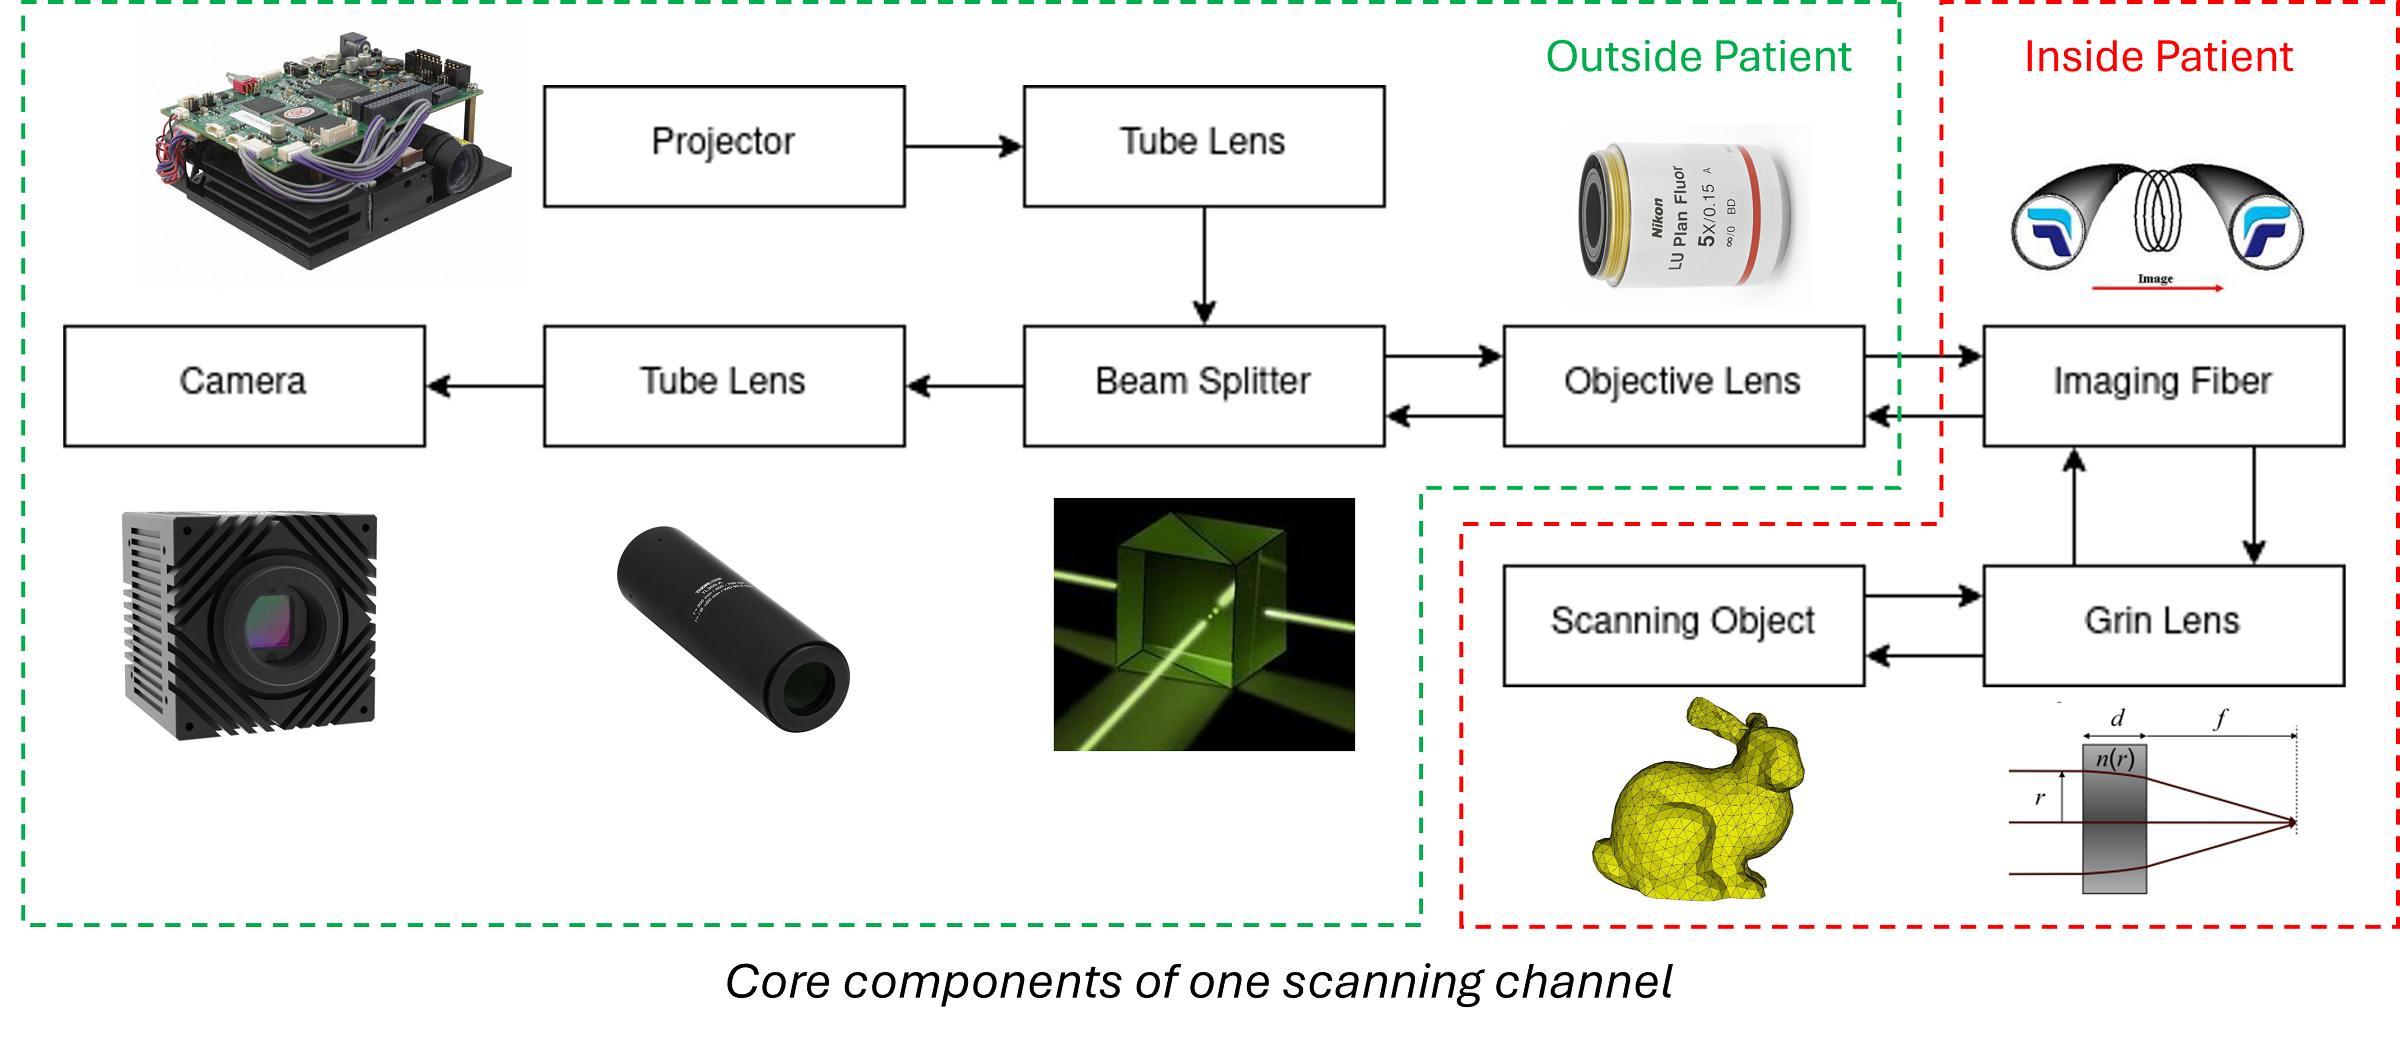 Outside Patient
Inside Patient
Projector
Tube Lens
Nikon
LU Plan Fluor
5X/0.15 A
∞/0 BD
Image
Camera
Tube Lens
Beam Splitter
Objective Lens
Imaging Fiber
Scanning Object
Grin Lens
d
f
n(r)
r
Core components of one scanning channel